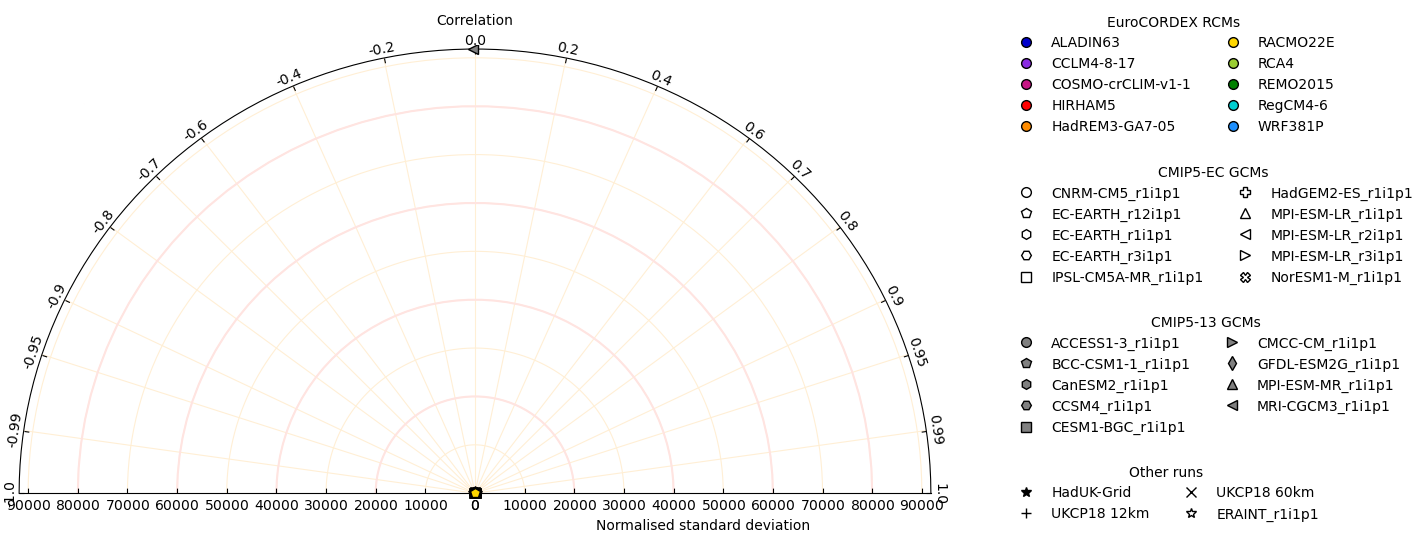 Correlation
0.0
-0.2
0.2
-0.4
0.4
-0.6
0.6
-0.7
0.7
-0.8
0.8
-0.9
0.9
-0.95
0.95
-0.99
0.99
-1.0
1.0
90000 80000 70000 60000 50000 40000 30000 20000 10000 0 10000 20000 30000 40000 50000 60000 70000 80000 90000
Normalised standard deviation
EuroCORDEX RCMs
ALADIN63
CCLM4-8-17
COSMO-crCLIM-v1-1
HIRHAM5
HadREM3-GA7-05
RACMO22E
RCA4
REMO2015
RegCM4-6
WRF381P
CMIP5-EC GCMs
CNRM-CM5_r1i1p1
EC-EARTH_r12i1p1
EC-EARTH_r1i1p1
EC-EARTH_r3i1p1
IPSL-CM5A-MR_r1i1p1
HadGEM2-ES_r1i1p1
MPI-ESM-LR_r1i1p1
MPI-ESM-LR_r2i1p1
MPI-ESM-LR_r3i1p1
NorESM1-M_r1i1p1
CMIP5-13 GCMs
ACCESS1-3_r1i1p1
BCC-CSM1-1_r1i1p1
CanESM2_r1i1p1
CCSM4_r1i1p1
CESM1-BGC_r1i1p1
CMCC-CM_r1i1p1
GFDL-ESM2G_r1i1p1
MPI-ESM-MR_r1i1p1
MRI-CGCM3_r1i1p1
Other runs
HadUK-Grid
UKCP18 12km
UKCP18 60km
ERAINT_r1i1p1